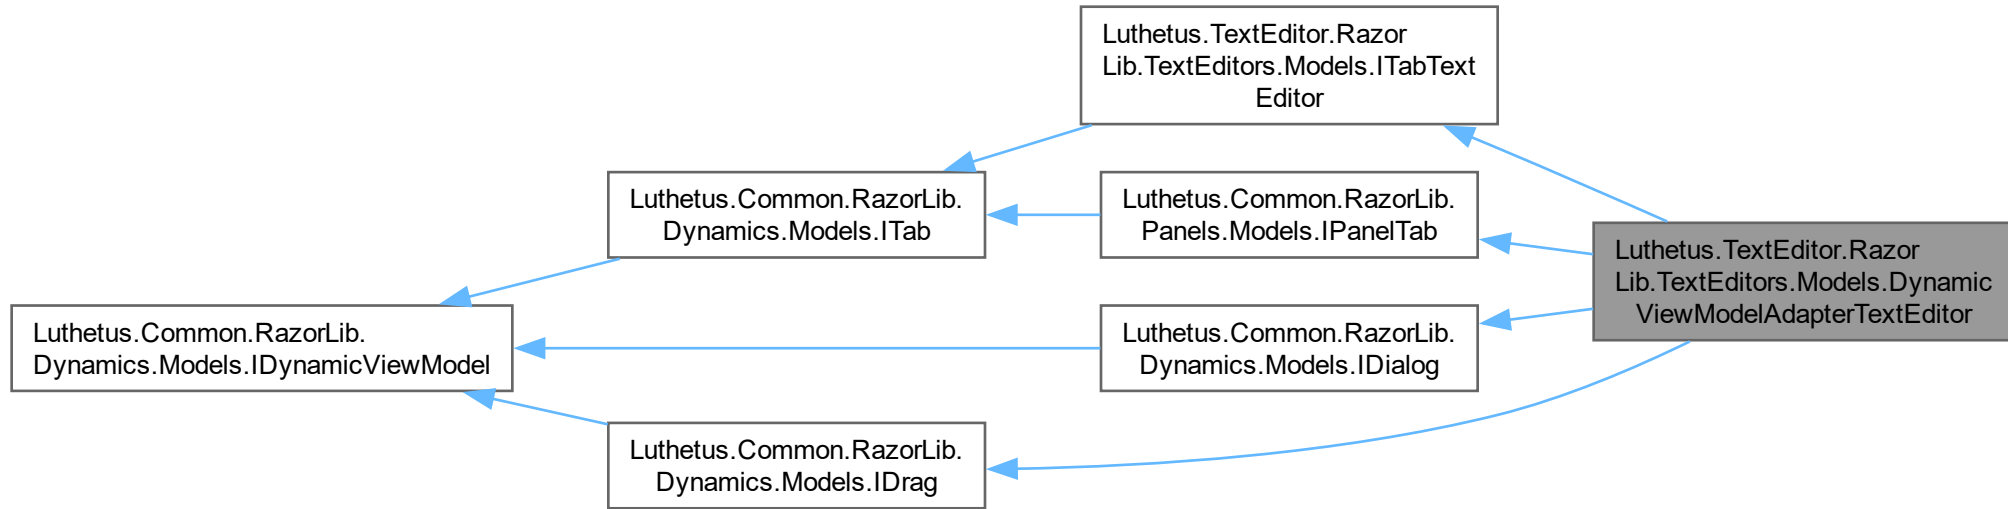 Luthetus.TextEditor.Razor
Lib.TextEditors.Models.ITabText
Editor
Luthetus.Common.RazorLib.
Dynamics.Models.ITab
Luthetus.Common.RazorLib.
Panels.Models.IPanelTab
Luthetus.TextEditor.Razor
Lib.TextEditors.Models.Dynamic
ViewModelAdapterTextEditor
Luthetus.Common.RazorLib.
Dynamics.Models.IDynamicViewModel
Luthetus.Common.RazorLib.
Dynamics.Models.IDialog
Luthetus.Common.RazorLib.
Dynamics.Models.IDrag